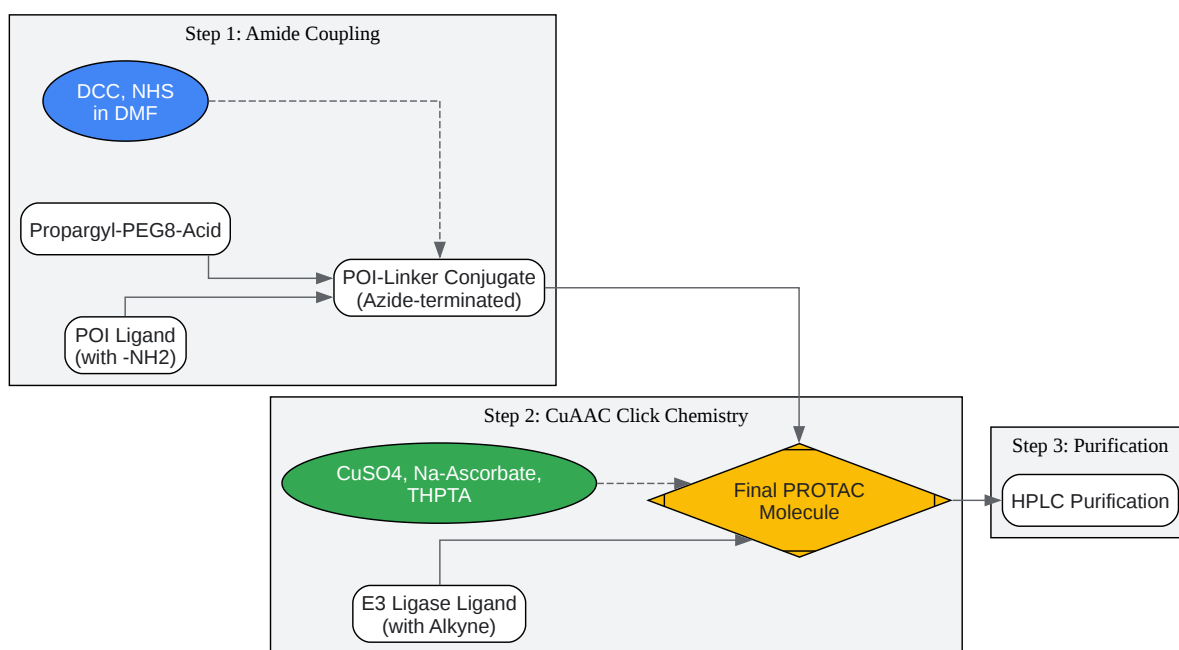 Step 1: Amide Coupling
DCC, NHS
in DMF
Propargyl-PEG8-Acid
POI-Linker Conjugate
(Azide-terminated)
POI Ligand
(with -NH2)
Step 2: CuAAC Click Chemistry
CuSO4, Na-Ascorbate,
THPTA
Final PROTAC
Molecule
E3 Ligase Ligand
(with Alkyne)
Step 3: Purification
HPLC Purification